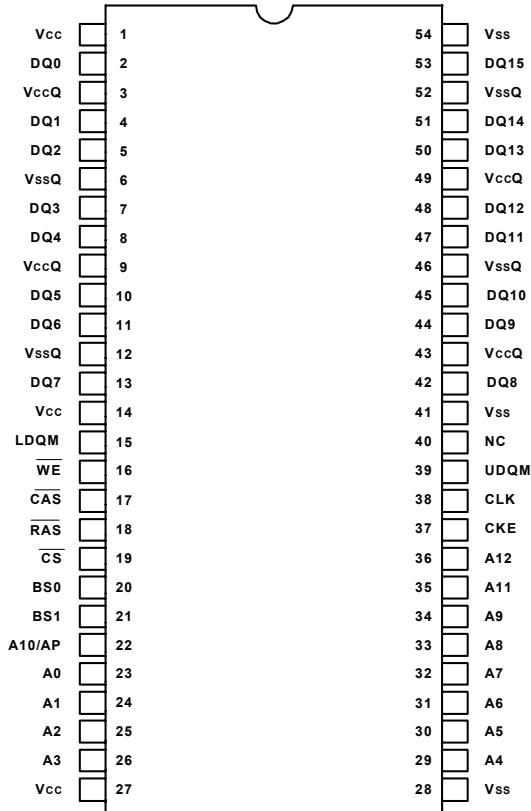 Vcc 1 54 Vss
DQ0 2 53 DQ15
VccQ 3 52 VssQ
DQ1 4 51 DQ14
DQ2 5 50 DQ13
VssQ 6 49 VccQ
DQ3 7 48 DQ12
DQ4 8 47 DQ11
VccQ 9 46 VssQ
DQ5 10 45 DQ10
DQ6 11 44 DQ9
VssQ 12 43 VccQ
DQ7 13 42 DQ8
Vcc 14 41 Vss
LDQM 15 40 NC
WE 16 39 UDQM
CAS 17 38 CLK
RAS 18 37 CKE
CS 19 36 A12
BS0 20 35 A11
BS1 21 34 A9
A10/AP 22 33 A8
A0 23 32 A7
A1 24 31 A6
A2 25 30 A5
A3 26 29 A4
Vcc 27 28 Vss